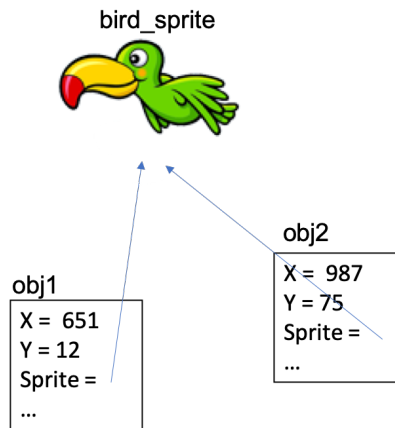 bird_sprite
obj1
X = 651
Y = 12
Sprite =
...
obj2
X = 987
Y = 75
Sprite =
...